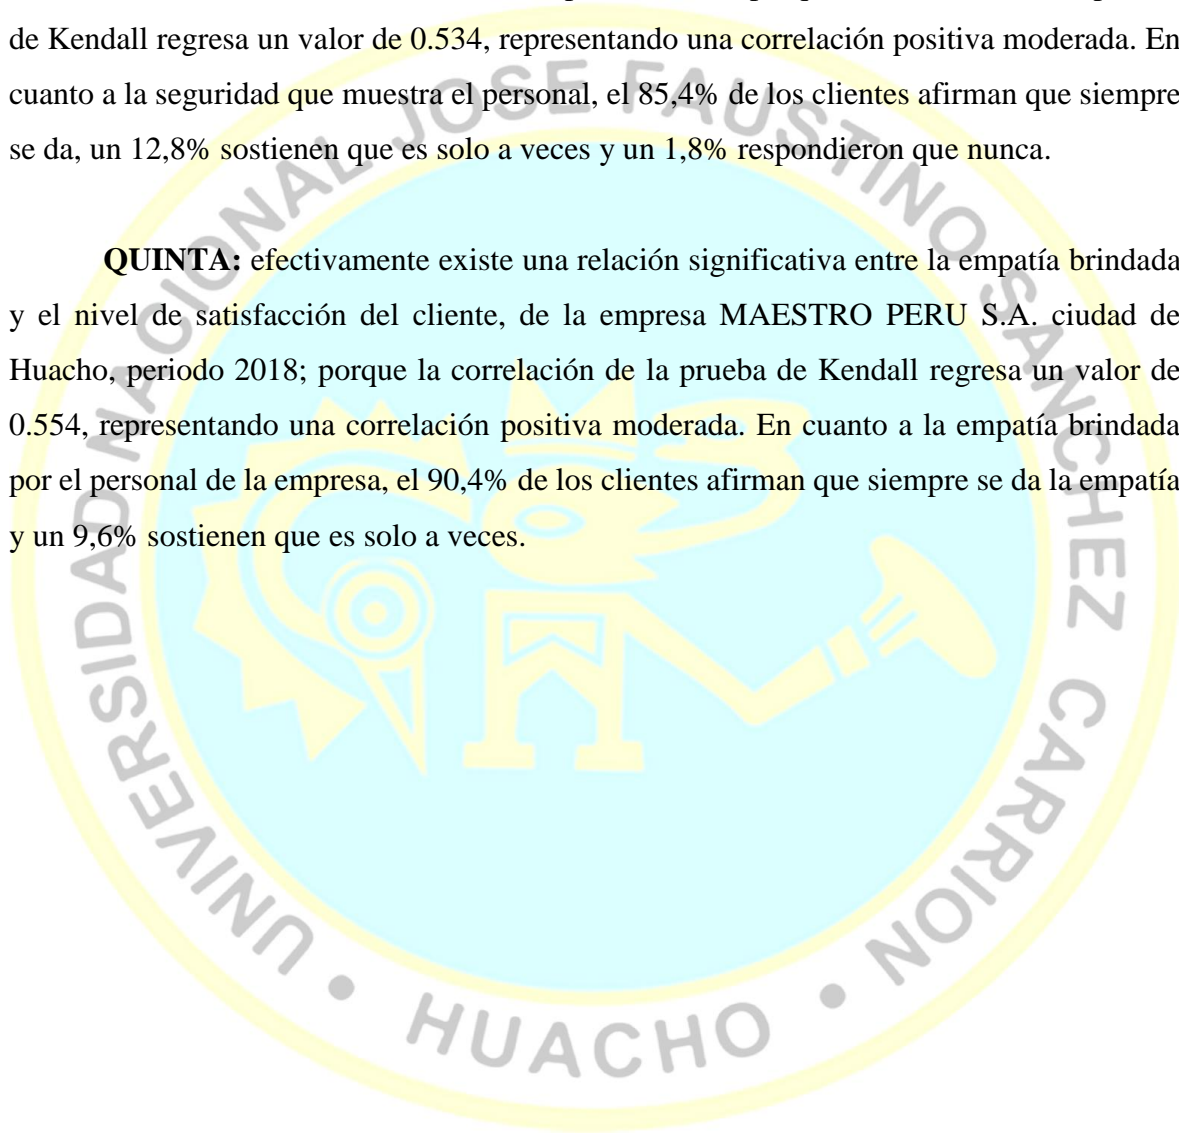 de Kendall regresa un valor de 0.534, representando una correlación positiva moderada. En
cuanto a la seguridad que muestra el personal, el 85,4% de los clientes afirman que siempre
se da, un 12,8% sostienen que es solo a veces y un 1,8% respondieron que nunca.
QUINTA: efectivamente existe una relación significativa entre la empatía brindada
y el nivel de satisfacción del cliente, de la empresa MAESTRO PERU S.A. ciudad de
Huacho, periodo 2018; porque la correlación de la prueba de Kendall regresa un valor de
0.554, representando una correlación positiva moderada. En cuanto a la empatía brindada
por el personal de la empresa, el 90,4% de los clientes afirman que siempre se da la empatía
y un 9,6% sostienen que es solo a veces.
UNIVERSIDAD NACIONAL JOSE FAUSTINO SANCHEZ CARRION • HUACHO •